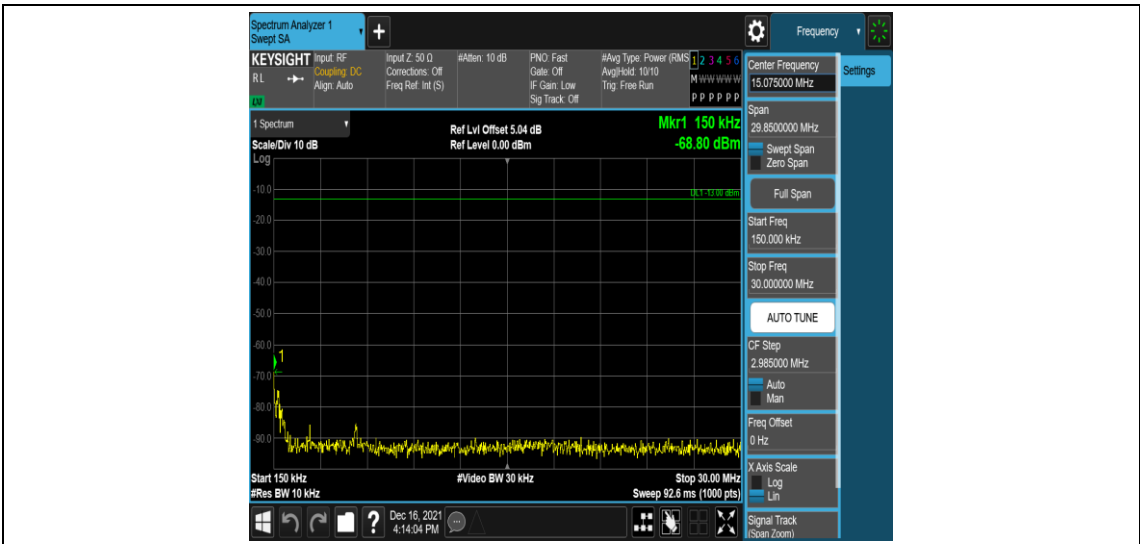 Spectrum Analyzer 1
Swept SA
+
Frequency
KEYSIGHT
RL
LXI
Input: RF
Coupling: DC
Align: Auto
Input Z: 50 Ω
Corrections: Off
Freq Ref: Int (S)
#Atten: 10 dB
PNO: Fast
Gate: Off
IF Gain: Low
Sig Track: Off
#Avg Type: Power (RMS
Avg|Hold: 10/10
Trig: Free Run
1 2 3 4 5 6
M W W W W W
P P P P P P
Center Frequency
15.075000 MHz
Settings
1 Spectrum
Scale/Div 10 dB
Ref Lvl Offset 5.04 dB
Ref Level 0.00 dBm
Mkr1 150 kHz
-68.80 dBm
Span
29.8500000 MHz
Swept Span
Zero Span
Full Span
Start Freq
150.000 kHz
Stop Freq
30.000000 MHz
AUTO TUNE
CF Step
2.985000 MHz
Auto
Man
Freq Offset
0 Hz
X Axis Scale
Log
Lin
Signal Track
(Span Zoom)
Log
DL1 -13.00 dBm
-10.0
-20.0
-30.0
-40.0
-50.0
-60.0
1
-70.0
-80.0
-90.0
Start 150 kHz
#Video BW 30 kHz
Stop 30.00 MHz
#Res BW 10 kHz
Sweep 92.6 ms (1000 pts)
?
Dec 16, 2021
4:14:04 PM